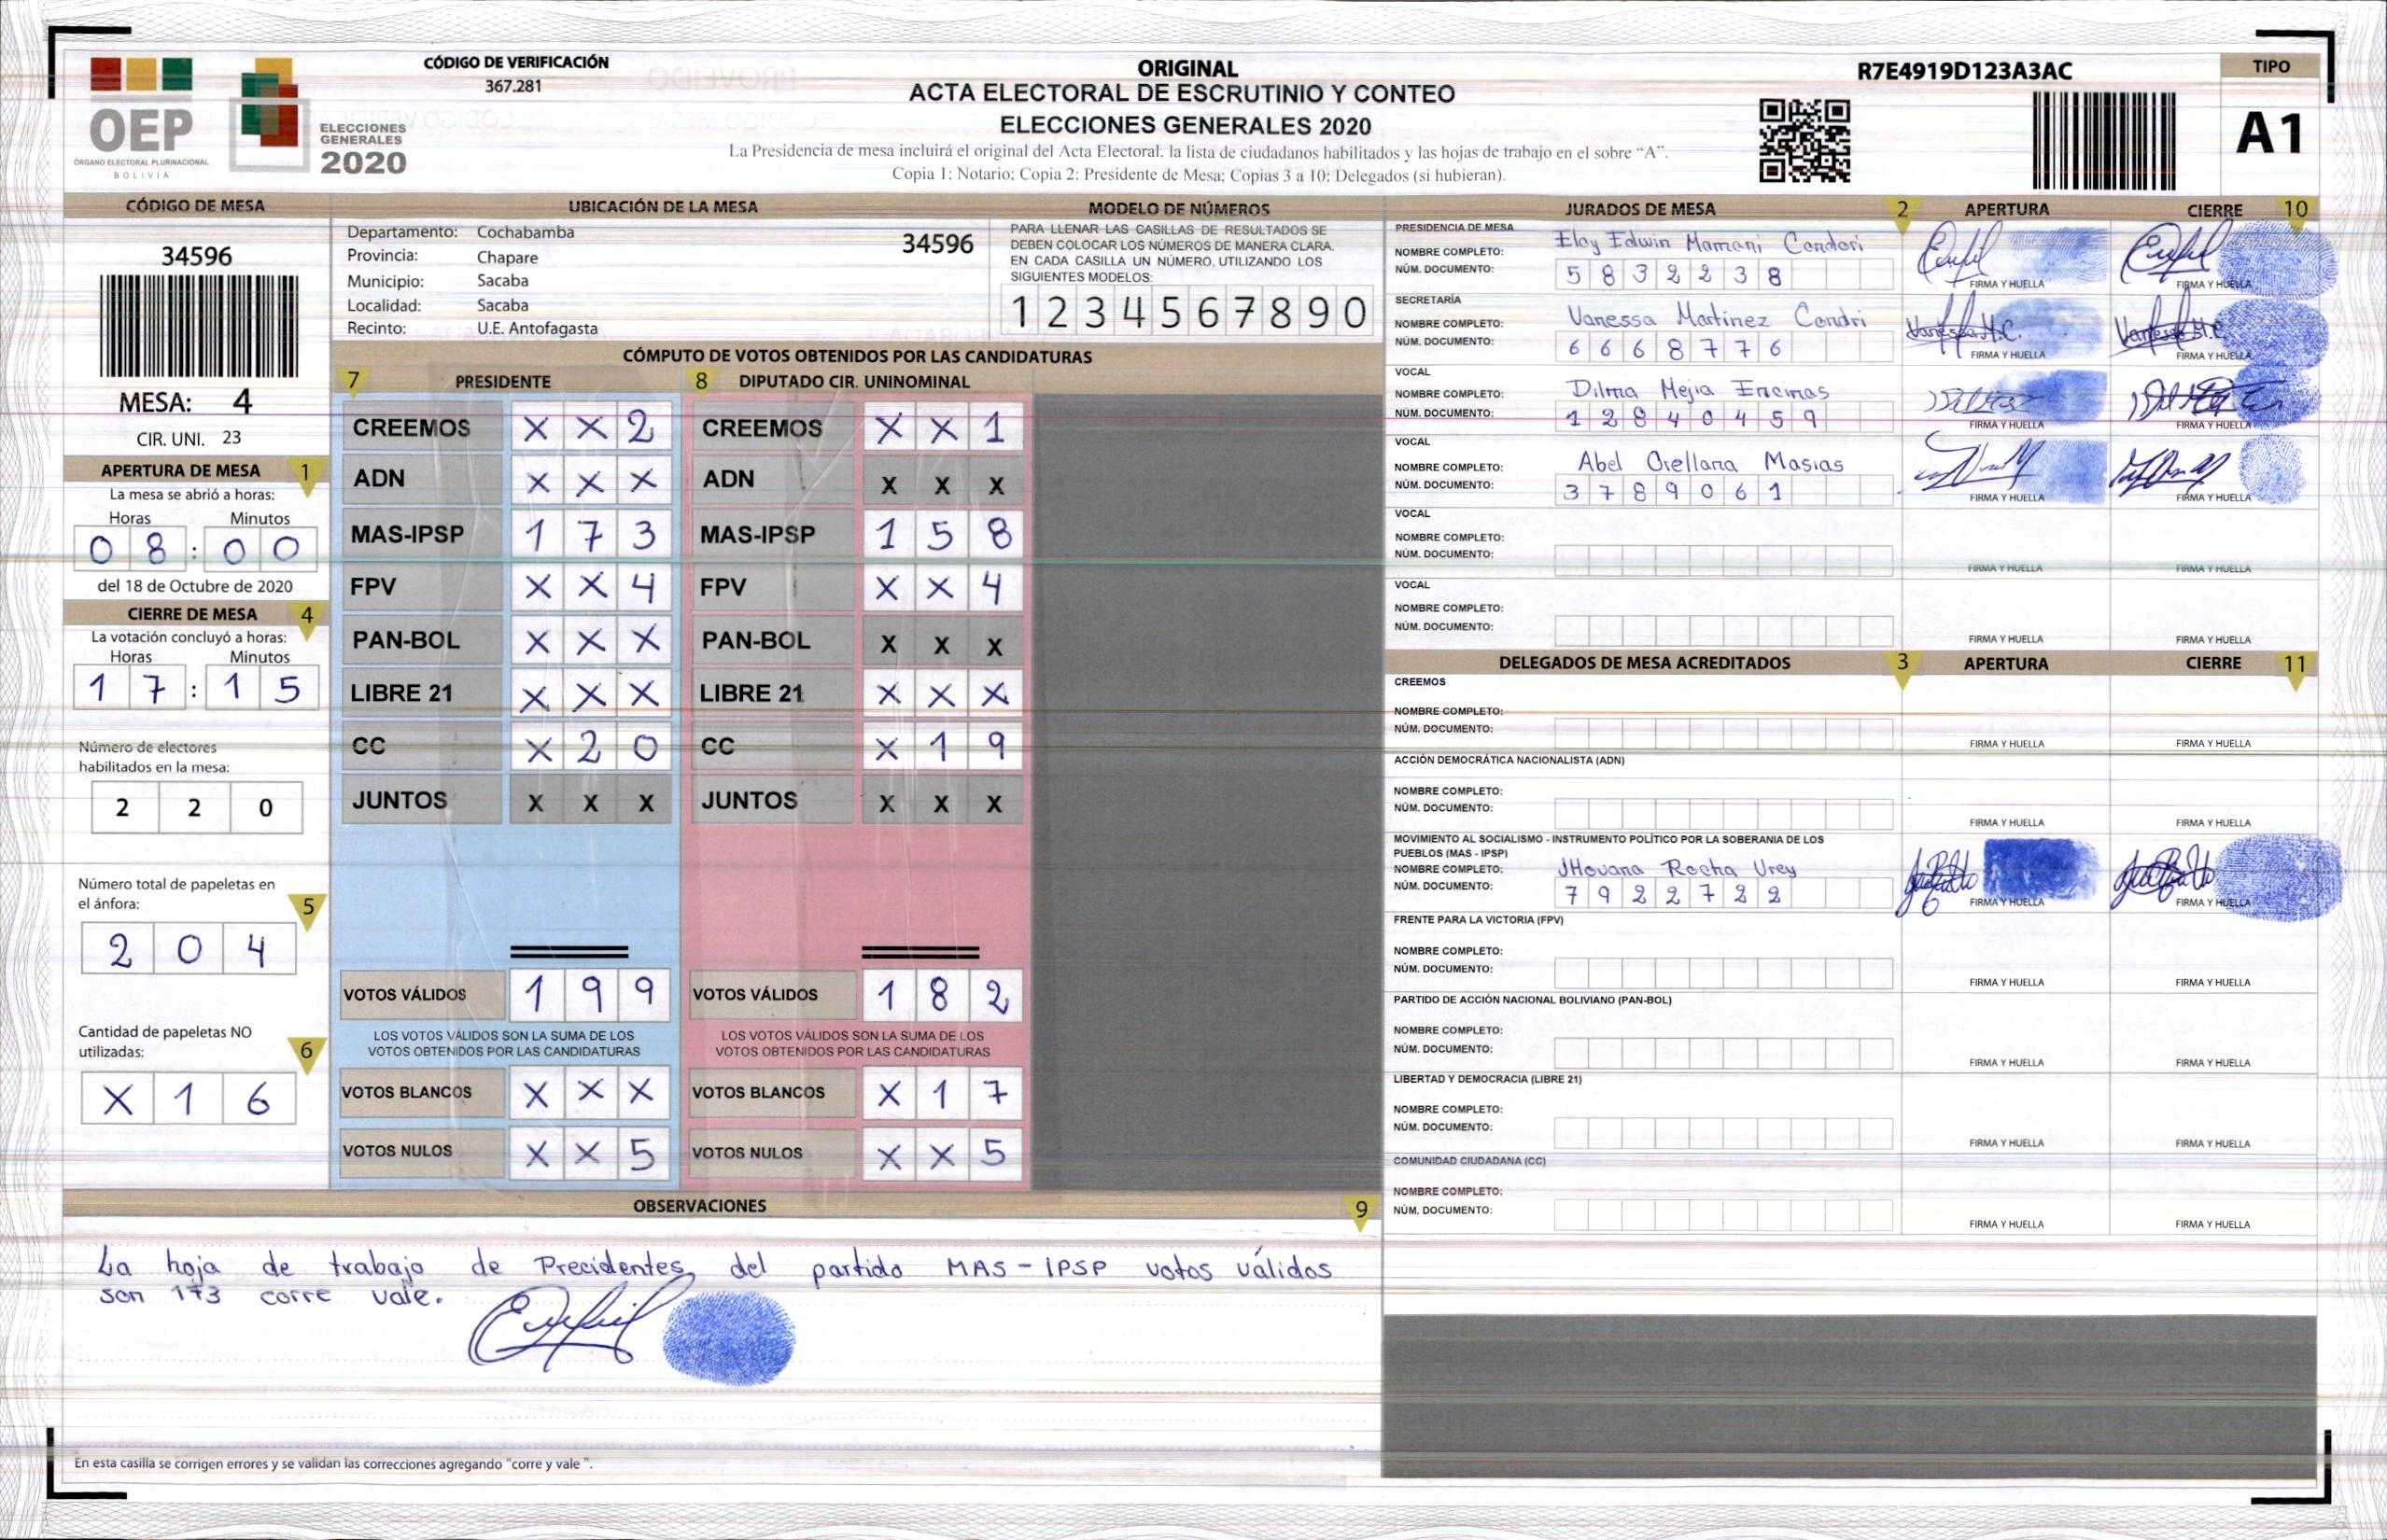 CÓDIGO DE VERIFICACIÓN
367.281
OEP
ÓRGANO ELECTORAL PLURINACIONAL
BOLIVIA
ELECCIONES
GENERALES
2020
ORIGINAL
ACTA ELECTORAL DE ESCRUTINIO Y CONTEO
ELECCIONES GENERALES 2020
La Presidencia de mesa incluirá el original del Acta Electoral. la lista de ciudadanos habilitados y las hojas de trabajo en el sobre “A”.
Copia 1: Notario; Copia 2: Presidente de Mesa; Copias 3 a 10: Delegados (si hubieran).
R7E4919D123A3AC
TIPO
A1
CÓDIGO DE MESA
34596
MESA: 4
CIR. UNI. 23
APERTURA DE MESA 1
La mesa se abrió a horas:
Horas Minutos
0 8 : 0 0
del 18 de Octubre de 2020
CIERRE DE MESA 4
La votación concluyó a horas:
Horas Minutos
1 7 : 1 5
Número de electores
habilitados en la mesa:
2 2 0
Número total de papeletas en
el ánfora: 5
2 0 4
Cantidad de papeletas NO
utilizadas: 6
X 1 6
UBICACIÓN DE LA MESA
Departamento: Cochabamba
Provincia: Chapare
Municipio: Sacaba
Localidad: Sacaba
Recinto: U.E. Antofagasta
34596
MODELO DE NÚMEROS
PARA LLENAR LAS CASILLAS DE RESULTADOS SE
DEBEN COLOCAR LOS NÚMEROS DE MANERA CLARA.
EN CADA CASILLA UN NÚMERO, UTILIZANDO LOS
SIGUIENTES MODELOS:
1 2 3 4 5 6 7 8 9 0
CÓMPUTO DE VOTOS OBTENIDOS POR LAS CANDIDATURAS
7 PRESIDENTE 8 DIPUTADO CIR. UNINOMINAL
CREEMOS X X 2 CREEMOS X X 1
ADN X X X ADN X X X
MAS-IPSP 1 7 3 MAS-IPSP 1 5 8
FPV X X 4 FPV X X 4
PAN-BOL X X X PAN-BOL X X X
LIBRE 21 X X X LIBRE 21 X X X
CC X 2 0 CC X 1 9
JUNTOS X X X JUNTOS X X X
VOTOS VÁLIDOS 1 9 9 VOTOS VÁLIDOS 1 8 2
LOS VOTOS VÁLIDOS SON LA SUMA DE LOS LOS VOTOS VÁLIDOS SON LA SUMA DE LOS
VOTOS OBTENIDOS POR LAS CANDIDATURAS VOTOS OBTENIDOS POR LAS CANDIDATURAS
VOTOS BLANCOS X X X VOTOS BLANCOS X 1 7
VOTOS NULOS X X 5 VOTOS NULOS X X 5
OBSERVACIONES 9
La hoja de trabajo de Precidentes del partido MAS-IPSP votos válidos
son 173 corre vale.
En esta casilla se corrigen errores y se validan las correcciones agregando "corre y vale ".
JURADOS DE MESA 2 APERTURA CIERRE 10
PRESIDENCIA DE MESA
NOMBRE COMPLETO: Eloy Edwin Mamani Condori
NÚM. DOCUMENTO: 5 8 3 2 2 3 8
FIRMA Y HUELLA FIRMA Y HUELLA
SECRETARÍA
NOMBRE COMPLETO: Vanessa Martinez Condri
NÚM. DOCUMENTO: 6 6 6 8 7 7 6
Vanessa M.C. Vanessa M.C.
FIRMA Y HUELLA FIRMA Y HUELLA
VOCAL
NOMBRE COMPLETO: Dilma Mejia Encinas
NÚM. DOCUMENTO: 1 2 8 4 0 4 5 9
FIRMA Y HUELLA FIRMA Y HUELLA
VOCAL
NOMBRE COMPLETO: Abel Orellana Masias
NÚM. DOCUMENTO: 3 7 8 9 0 6 1
FIRMA Y HUELLA FIRMA Y HUELLA
VOCAL
NOMBRE COMPLETO:
NÚM. DOCUMENTO:
FIRMA Y HUELLA FIRMA Y HUELLA
VOCAL
NOMBRE COMPLETO:
NÚM. DOCUMENTO:
FIRMA Y HUELLA FIRMA Y HUELLA
DELEGADOS DE MESA ACREDITADOS 3 APERTURA CIERRE 11
CREEMOS
NOMBRE COMPLETO:
NÚM. DOCUMENTO:
FIRMA Y HUELLA FIRMA Y HUELLA
ACCIÓN DEMOCRÁTICA NACIONALISTA (ADN)
NOMBRE COMPLETO:
NÚM. DOCUMENTO:
FIRMA Y HUELLA FIRMA Y HUELLA
MOVIMIENTO AL SOCIALISMO - INSTRUMENTO POLÍTICO POR LA SOBERANIA DE LOS
PUEBLOS (MAS - IPSP)
NOMBRE COMPLETO: JHovana Rocha Urey
NÚM. DOCUMENTO: 7 9 2 2 7 2 2
FIRMA Y HUELLA FIRMA Y HUELLA
FRENTE PARA LA VICTORIA (FPV)
NOMBRE COMPLETO:
NÚM. DOCUMENTO:
FIRMA Y HUELLA FIRMA Y HUELLA
PARTIDO DE ACCIÓN NACIONAL BOLIVIANO (PAN-BOL)
NOMBRE COMPLETO:
NÚM. DOCUMENTO:
FIRMA Y HUELLA FIRMA Y HUELLA
LIBERTAD Y DEMOCRACIA (LIBRE 21)
NOMBRE COMPLETO:
NÚM. DOCUMENTO:
FIRMA Y HUELLA FIRMA Y HUELLA
COMUNIDAD CIUDADANA (CC)
NOMBRE COMPLETO:
NÚM. DOCUMENTO:
FIRMA Y HUELLA FIRMA Y HUELLA